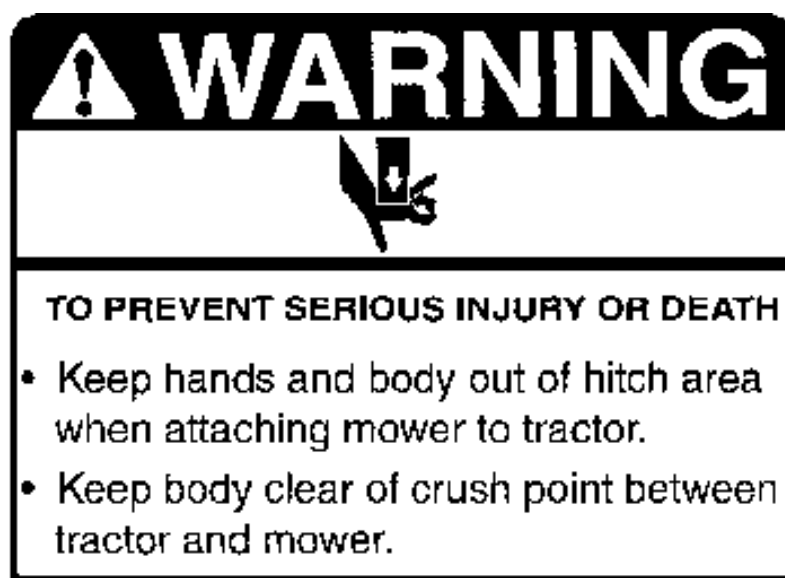 WARNING
TO PREVENT SERIOUS INJURY OR DEATH
• Keep hands and body out of hitch area
when attaching mower to tractor.
• Keep body clear of crush point between
tractor and mower.